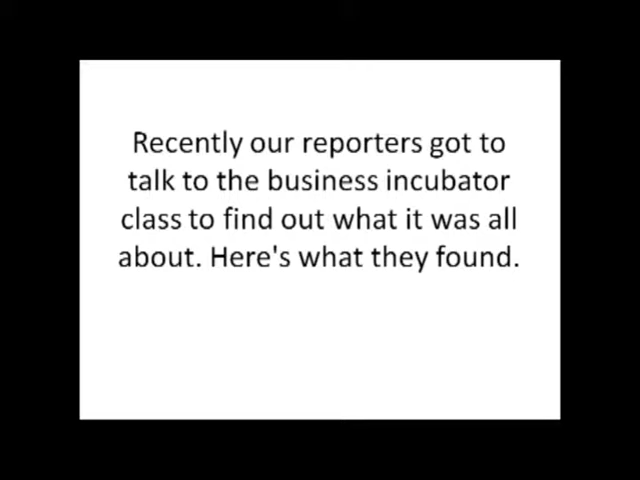 Recently our reporters got to
talk to the business incubator
class to find out what it was all
about. Here's what they found.